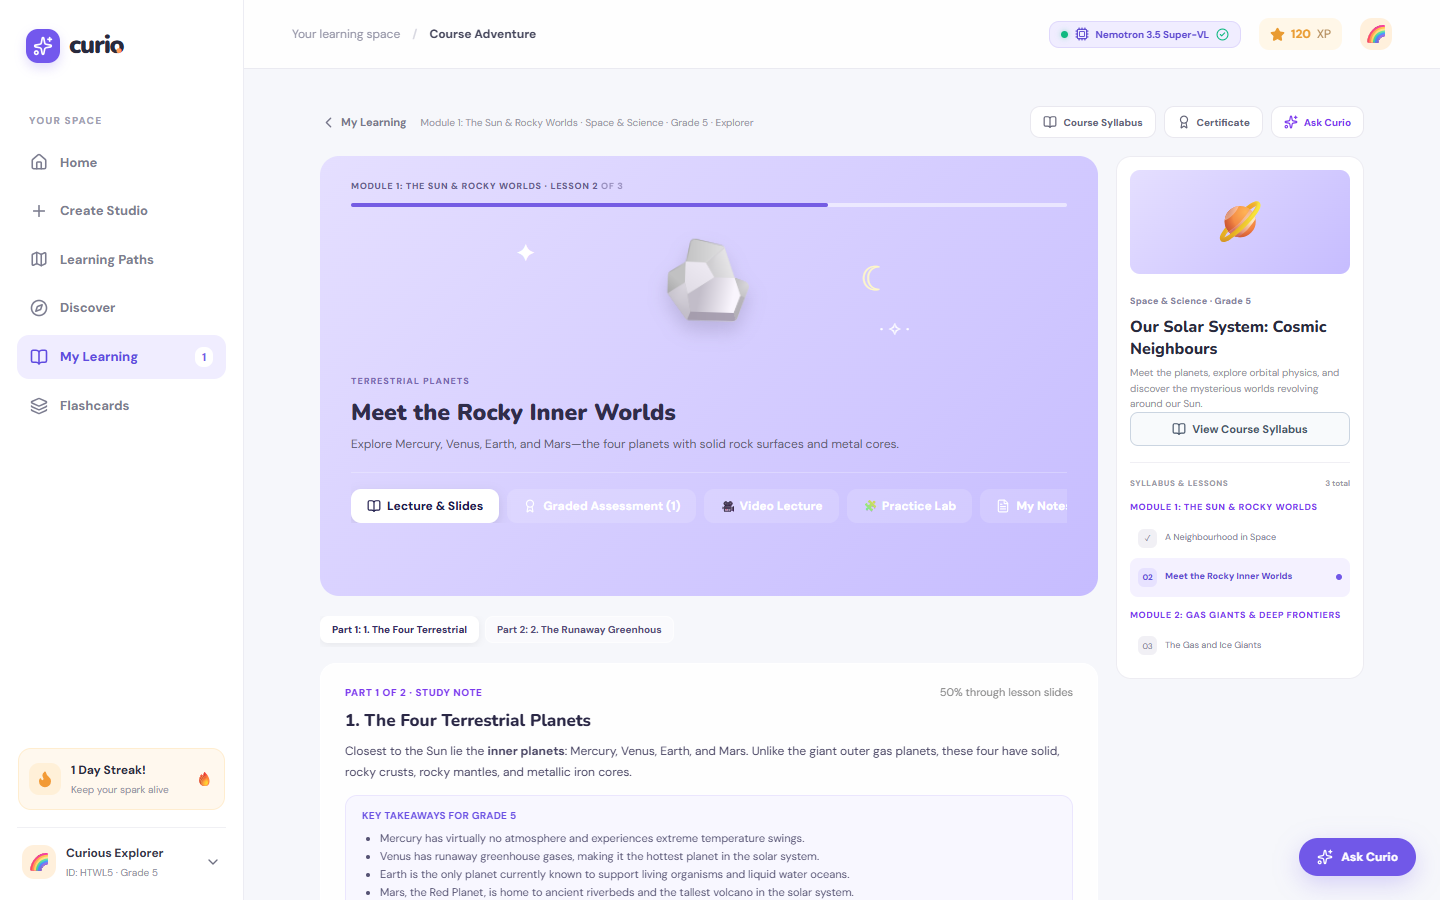 curio
YOUR SPACE
Home
Create Studio
Learning Paths
Discover
My Learning 1
Flashcards
1 Day Streak!
Keep your spark alive
Curious Explorer
ID: HTWL5 · Grade 5
Your learning space / Course Adventure
Nemotron 3.5 Super-VL
120 XP
My Learning
Module 1: The Sun & Rocky Worlds · Space & Science · Grade 5 · Explorer
Course Syllabus
Certificate
Ask Curio
MODULE 1: THE SUN & ROCKY WORLDS · LESSON 2 OF 3
TERRESTRIAL PLANETS
Meet the Rocky Inner Worlds
Explore Mercury, Venus, Earth, and Mars—the four planets with solid rock surfaces and metal cores.
Lecture & Slides
Graded Assessment (1)
Video Lecture
Practice Lab
My Notes
Part 1: 1. The Four Terrestrial
Part 2: 2. The Runaway Greenhous
PART 1 OF 2 · STUDY NOTE
50% through lesson slides
1. The Four Terrestrial Planets
Closest to the Sun lie the inner planets: Mercury, Venus, Earth, and Mars. Unlike the giant outer gas planets, these four have solid,
rocky crusts, rocky mantles, and metallic iron cores.
KEY TAKEAWAYS FOR GRADE 5
Mercury has virtually no atmosphere and experiences extreme temperature swings.
Venus has runaway greenhouse gases, making it the hottest planet in the solar system.
Earth is the only planet currently known to support living organisms and liquid water oceans.
Mars, the Red Planet, is home to ancient riverbeds and the tallest volcano in the solar system.
Space & Science · Grade 5
Our Solar System: Cosmic
Neighbours
Meet the planets, explore orbital physics, and
discover the mysterious worlds revolving
around our Sun.
View Course Syllabus
SYLLABUS & LESSONS 3 total
MODULE 1: THE SUN & ROCKY WORLDS
✓ A Neighbourhood in Space
02 Meet the Rocky Inner Worlds
MODULE 2: GAS GIANTS & DEEP FRONTIERS
03 The Gas and Ice Giants
Ask Curio